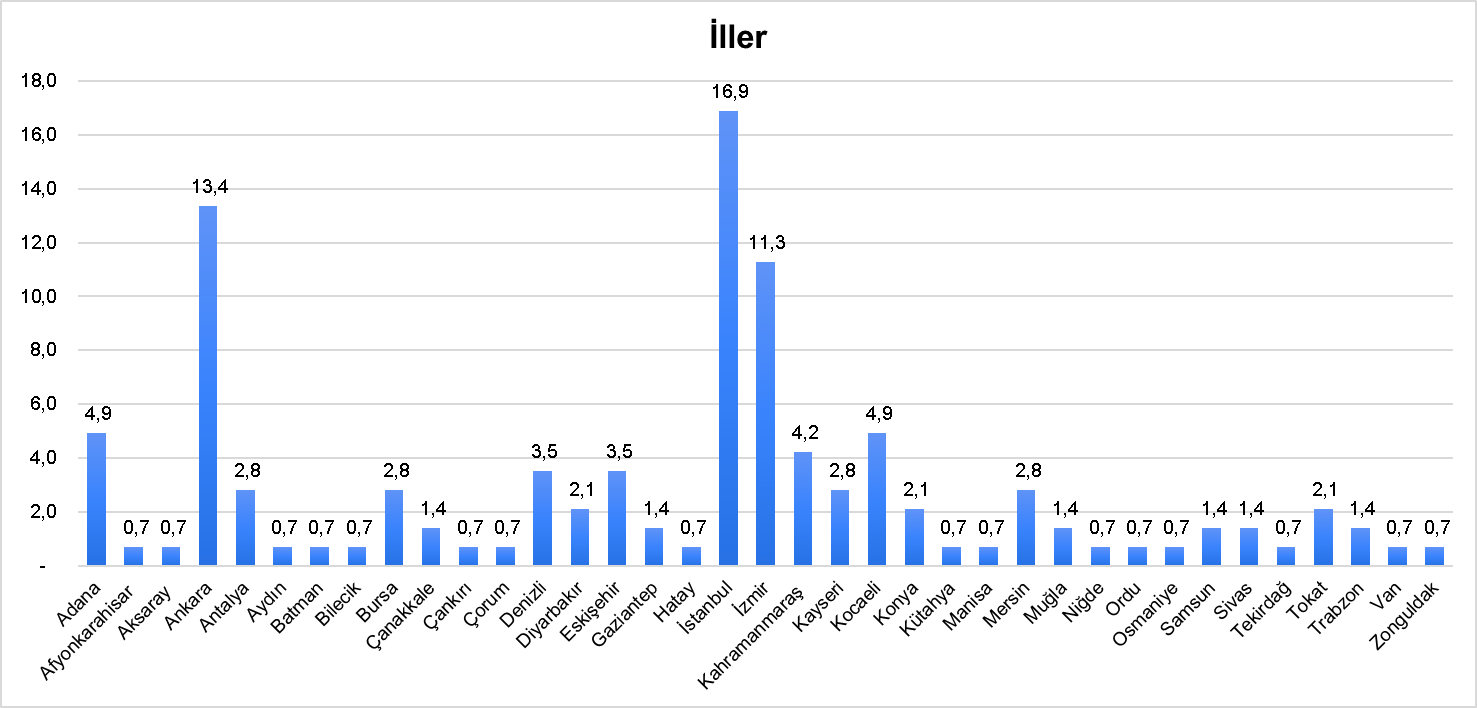 İller
18,0
16,0
14,0
12,0
10,0
8,0
6,0
4,0
2,0
-
4,9
0,7
0,7
13,4
2,8
0,7
0,7
0,7
2,8
1,4
0,7
0,7
3,5
2,1
3,5
1,4
0,7
16,9
11,3
4,2
2,8
4,9
2,1
0,7
0,7
2,8
1,4
0,7
0,7
0,7
1,4
1,4
0,7
2,1
1,4
0,7
0,7
Adana
Afyonkarahisar
Aksaray
Ankara
Antalya
Aydın
Batman
Bilecik
Bursa
Çanakkale
Çankırı
Çorum
Denizli
Diyarbakır
Eskişehir
Gaziantep
Hatay
İstanbul
İzmir
Kahramanmaraş
Kayseri
Kocaeli
Konya
Kütahya
Manisa
Mersin
Muğla
Niğde
Ordu
Osmaniye
Samsun
Sivas
Tekirdağ
Tokat
Trabzon
Van
Zonguldak